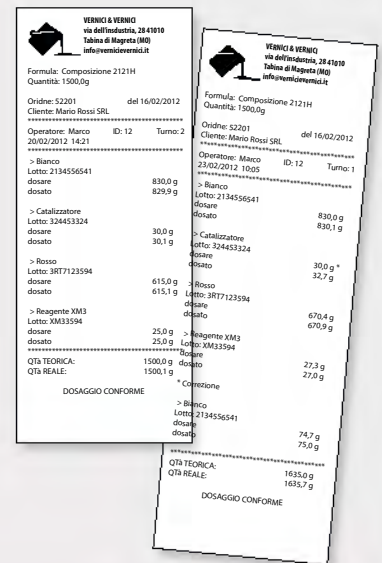 VERNICI & VERNICI
via dell'insdustria, 28 41010
Tabina di Magreta (MO)
info@vernicievernici.it
Formula: Composizione 2121H
Quantità: 1500,0g
Oridne: 52201 del 16/02/2012
Cliente: Mario Rossi SRL
****************************************
Operatore: Marco ID: 12 Turno: 2
20/02/2012 14:21
****************************************
> Bianco
Lotto: 2134556541
dosare 830,0 g
dosato 829,9 g
> Catalizzatore
Lotto: 324453324
dosare 30,0 g
dosato 30,1 g
> Rosso
Lotto: 3RT7123594
dosare 615,0 g
dosato 615,1 g
> Reagente XM3
Lotto: XM33594
dosare 25,0 g
dosato 25,0 g
****************************************
QTà TEORICA: 1500,0 g
QTà REALE: 1500,1 g
DOSAGGIO CONFORME
VERNICI & VERNICI
via dell'insdustria, 28 41010
Tabina di Magreta (MO)
info@vernicievernici.it
Formula: Composizione 2121H
Quantità: 1500,0g
Oridne: 52201 del 16/02/2012
Cliente: Mario Rossi SRL
****************************************
Operatore: Marco ID: 12 Turno: 1
23/02/2012 10:05
****************************************
> Bianco
Lotto: 2134556541
dosare 830,0 g
dosato 830,1 g
> Catalizzatore
Lotto: 324453324
dosare 30,0 g *
dosato 32,7 g
> Rosso
Lotto: 3RT7123594
dosare 670,4 g
dosato 670,9 g
> Reagente XM3
Lotto: XM33594
dosare 27,3 g
dosato 27,0 g
* Correzione
> Bianco
Lotto: 2134556541
dosare 74,7 g
dosato 75,0 g
****************************************
QTà TEORICA: 1635,0 g
QTà REALE: 1635,7 g
DOSAGGIO CONFORME